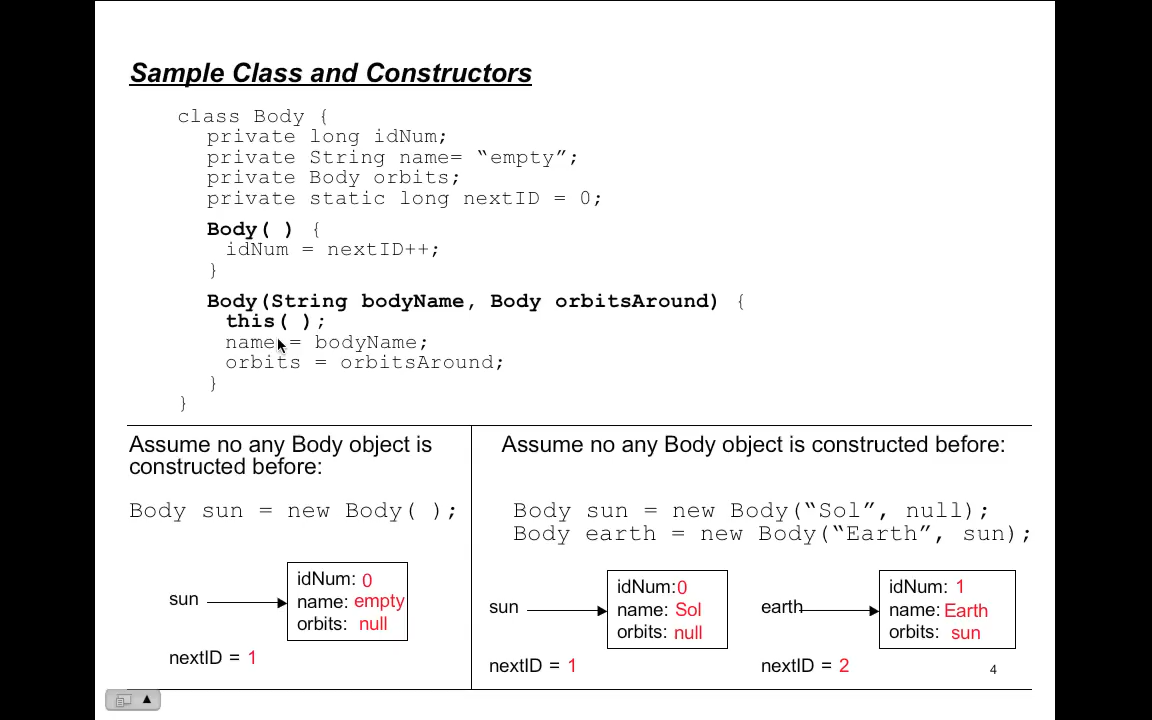 Sample Class and Constructors
class Body {
private long idNum;
private String name= “empty”;
private Body orbits;
private static long nextID = 0;
Body( ) {
idNum = nextID++;
}
Body(String bodyName, Body orbitsAround) {
this( );
name = bodyName;
orbits = orbitsAround;
}
}
Assume no any Body object is
constructed before:
Body sun = new Body( );
sun
idNum: 0
name: empty
orbits: null
nextID = 1
Assume no any Body object is constructed before:
Body sun = new Body(“Sol”, null);
Body earth = new Body(“Earth”, sun);
sun
idNum:0
name: Sol
orbits: null
nextID = 1
earth
idNum: 1
name: Earth
orbits: sun
nextID = 2
4